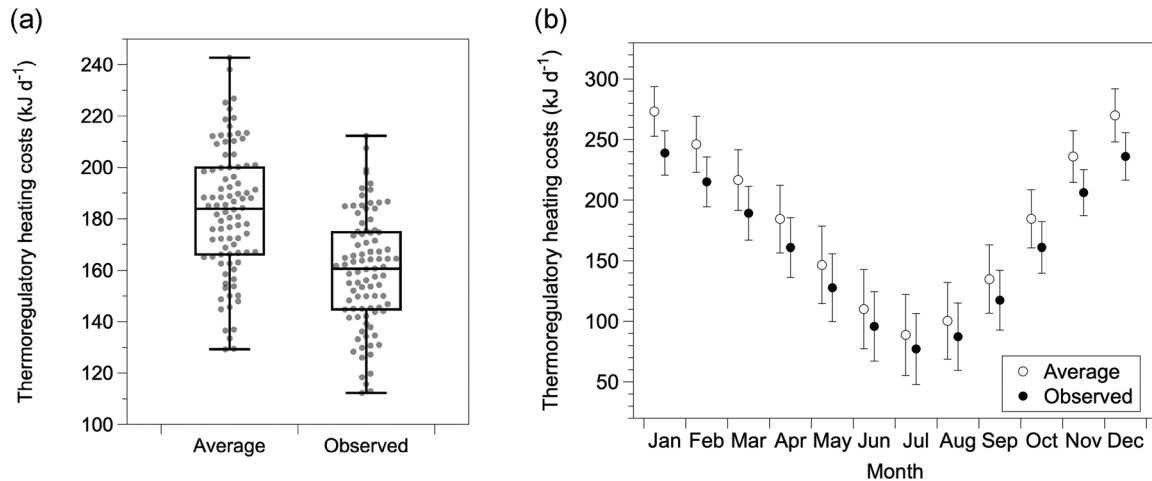 (a)
Thermoregulatory heating costs (kJ d-1)
240
220
200
180
160
140
120
100
Average Observed
(b)
Thermoregulatory heating costs (kJ d-1)
300
250
200
150
100
50
Average
Observed
Jan Feb Mar Apr May Jun Jul Aug Sep Oct Nov Dec
Month